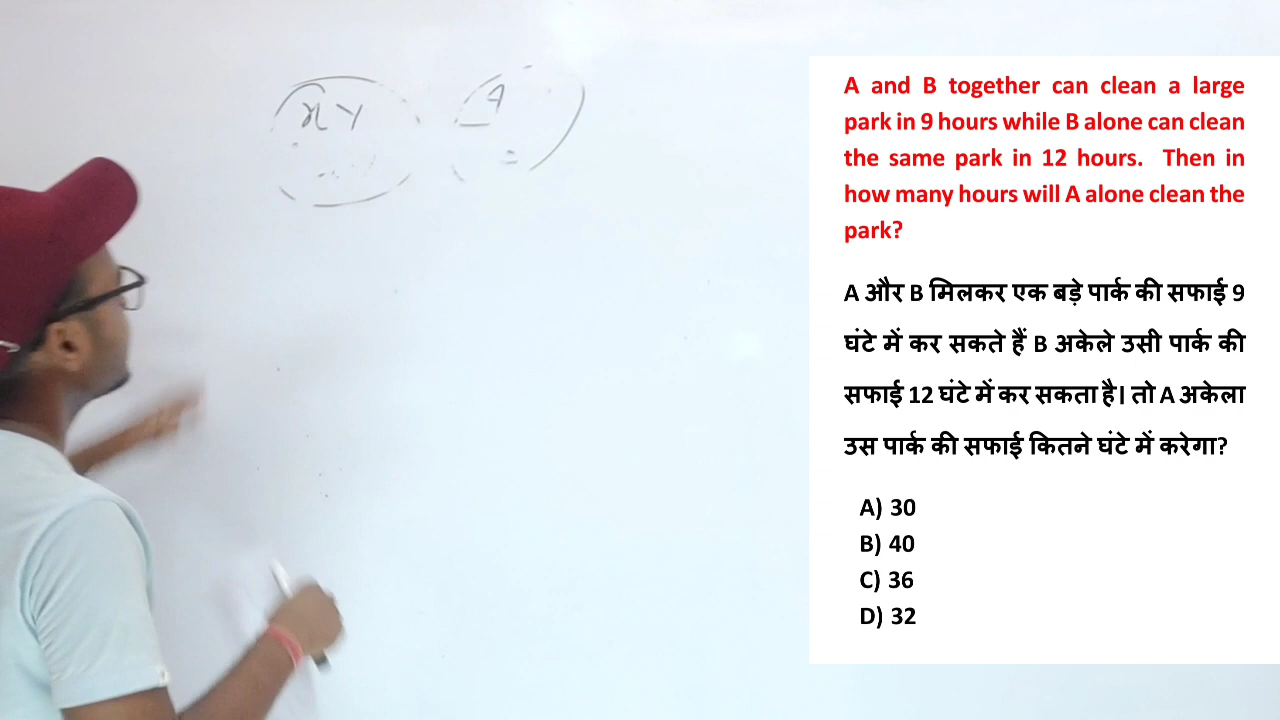 A and B together can clean a large
park in 9 hours while B alone can clean
the same park in 12 hours. Then in
how many hours will A alone clean the
park?
A और B मिलकर एक बड़े पार्क की सफाई 9
घंटे में कर सकते हैं B अकेले उसी पार्क की
सफाई 12 घंटे में कर सकता है। तो A अकेला
उस पार्क की सफाई कितने घंटे में करेगा?
A) 30
B) 40
C) 36
D) 32